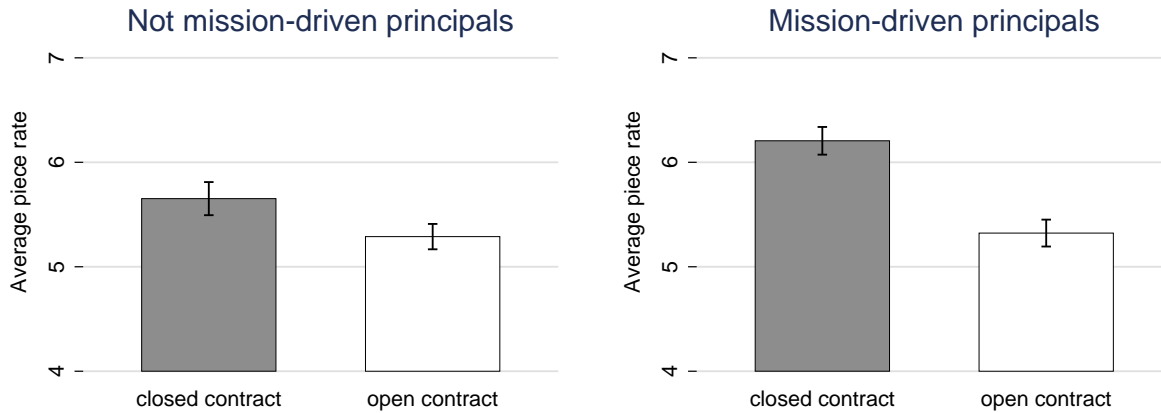 Not mission-driven principals
7
6
5
4
Average piece rate
closed contract open contract
Mission-driven principals
7
6
5
4
Average piece rate
closed contract open contract